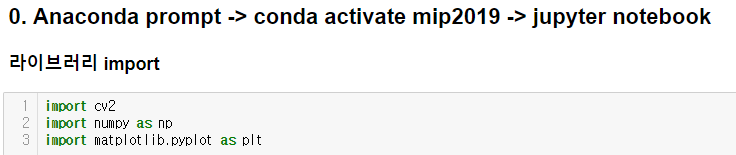 0. Anaconda prompt -> conda activate mip2019 -> jupyter notebook
라이브러리 import
1 import cv2
2 import numpy as np
3 import matplotlib.pyplot as plt